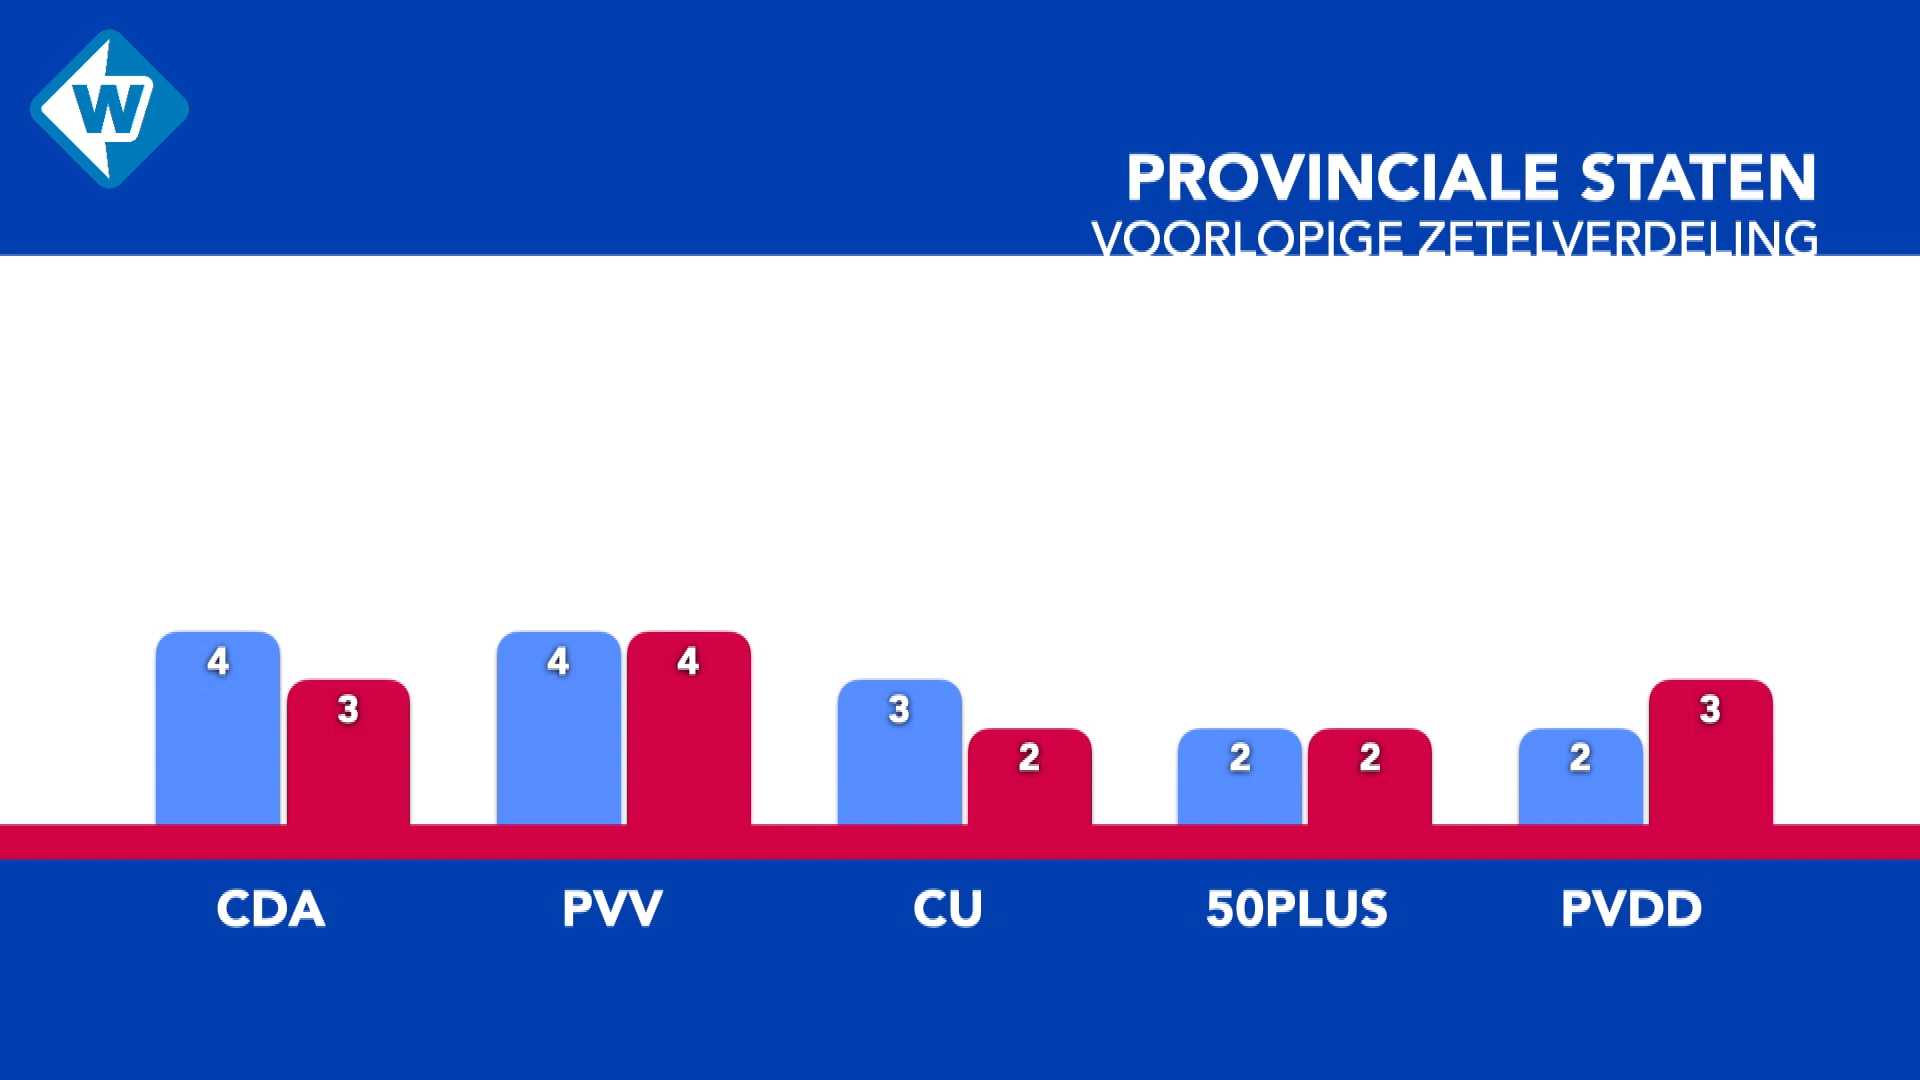 W
PROVINCIALE STATEN
VOORLOPIGE ZETELVERDELING
4 3 4 4 3 2 2 2 2 3
CDA PVV CU 50PLUS PVDD